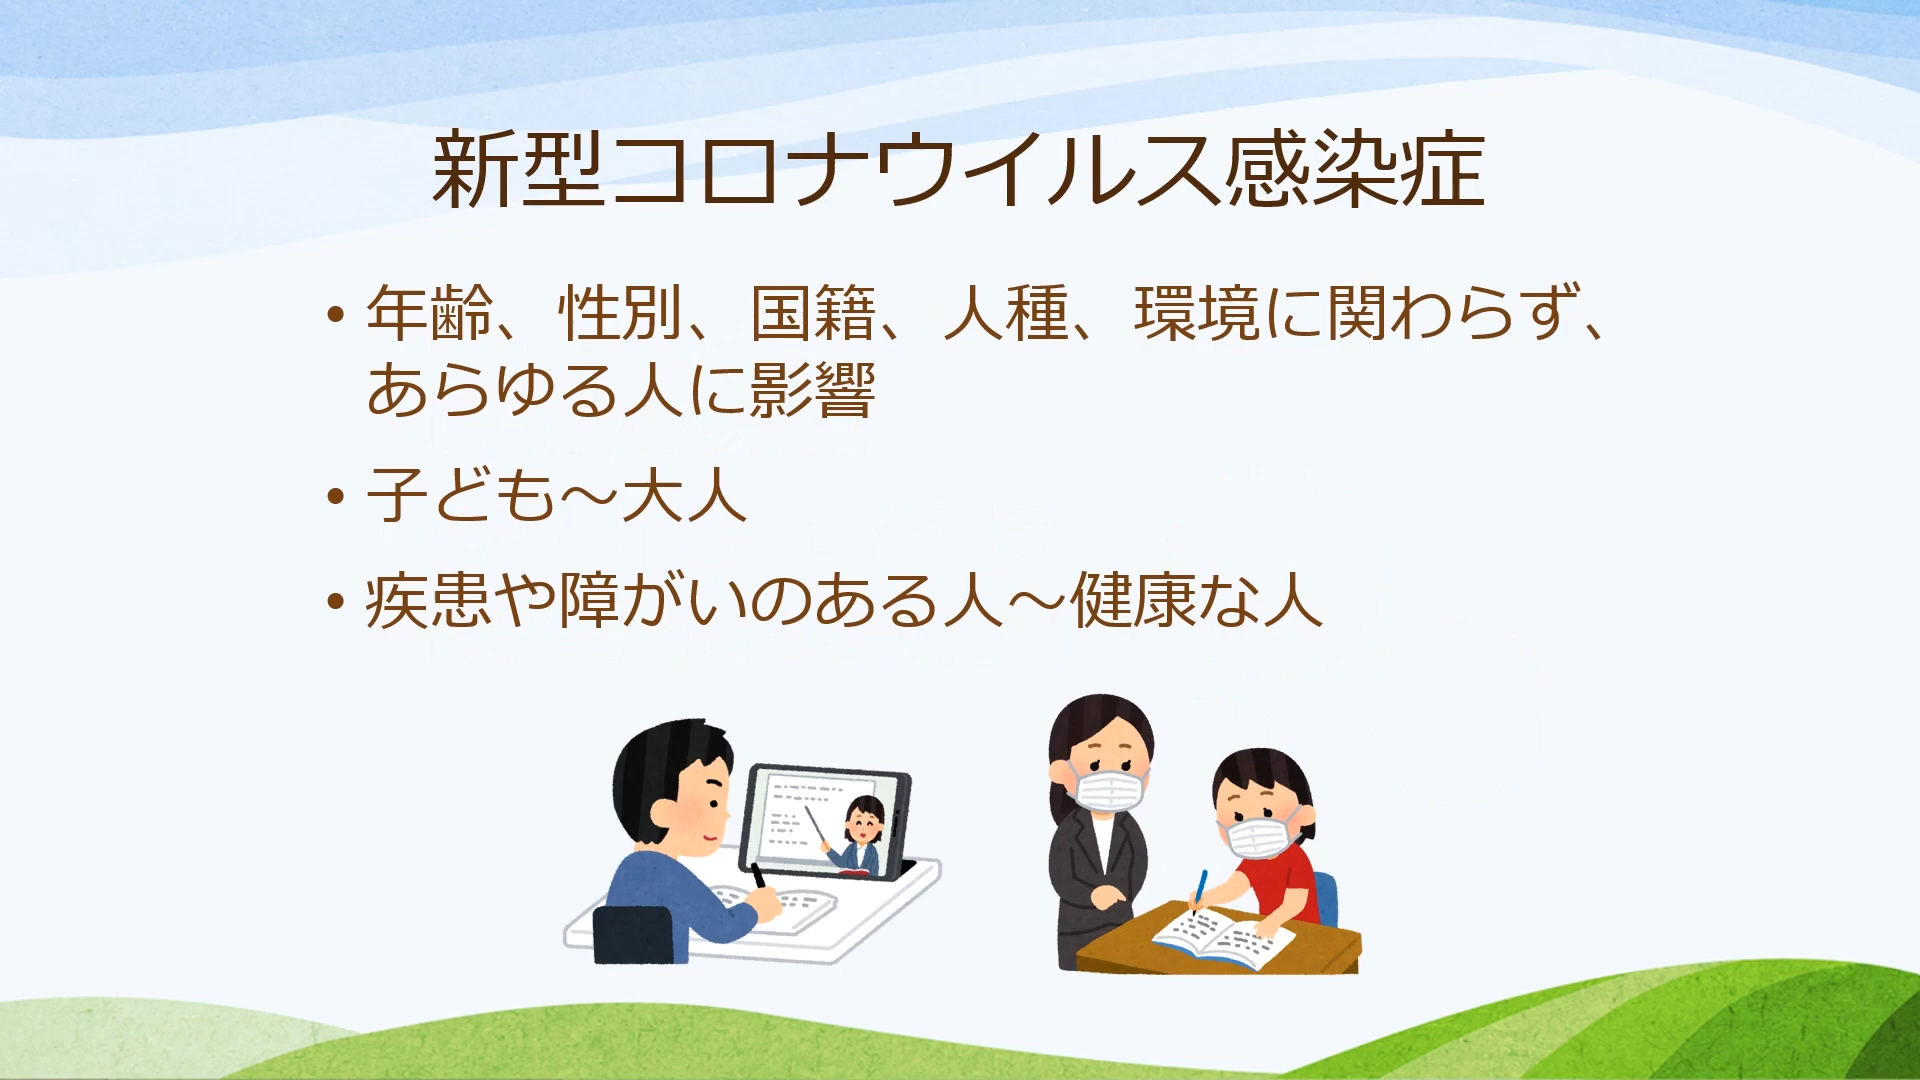 新型コロナウイルス感染症
• 年齢、性別、国籍、人種、環境に関わらず、
あらゆる人に影響
• 子ども～大人
• 疾患や障がいのある人～健康な人